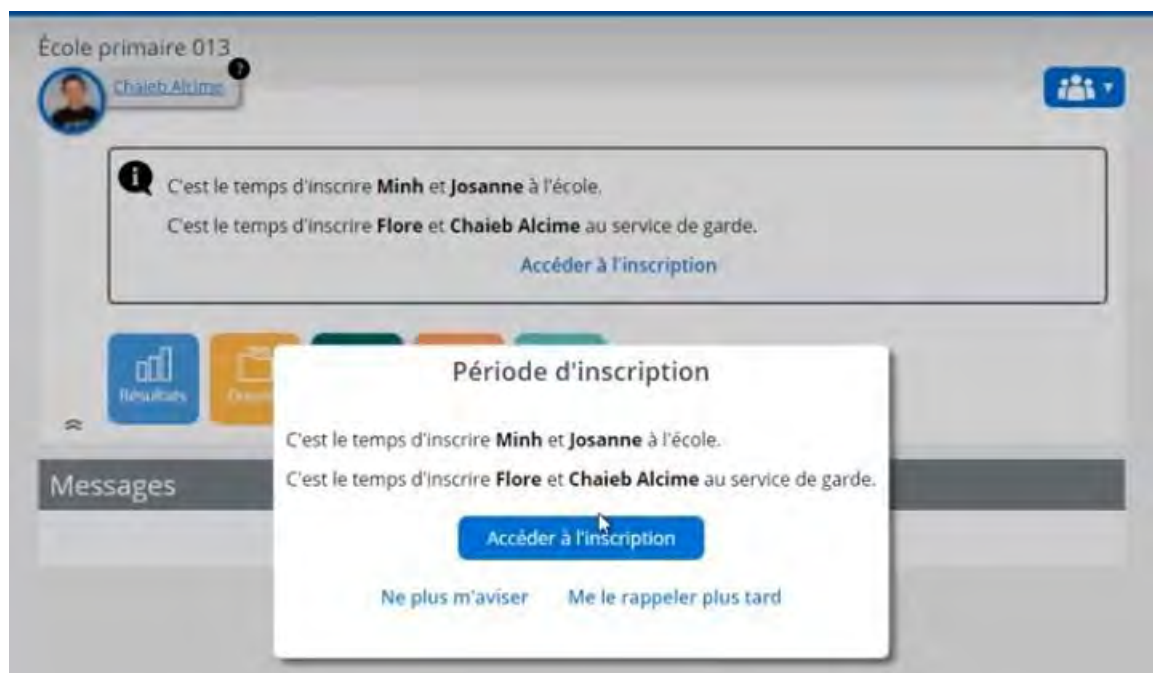 École primaire 013
Chaieb Alcime
?
i
C'est le temps d'inscrire Minh et Josanne à l'école.
C'est le temps d'inscrire Flore et Chaieb Alcime au service de garde.
Accéder à l'inscription
Résultats
Période d'inscription
C'est le temps d'inscrire Minh et Josanne à l'école.
C'est le temps d'inscrire Flore et Chaieb Alcime au service de garde.
Messages
Accéder à l'inscription
Ne plus m'aviser Me le rappeler plus tard